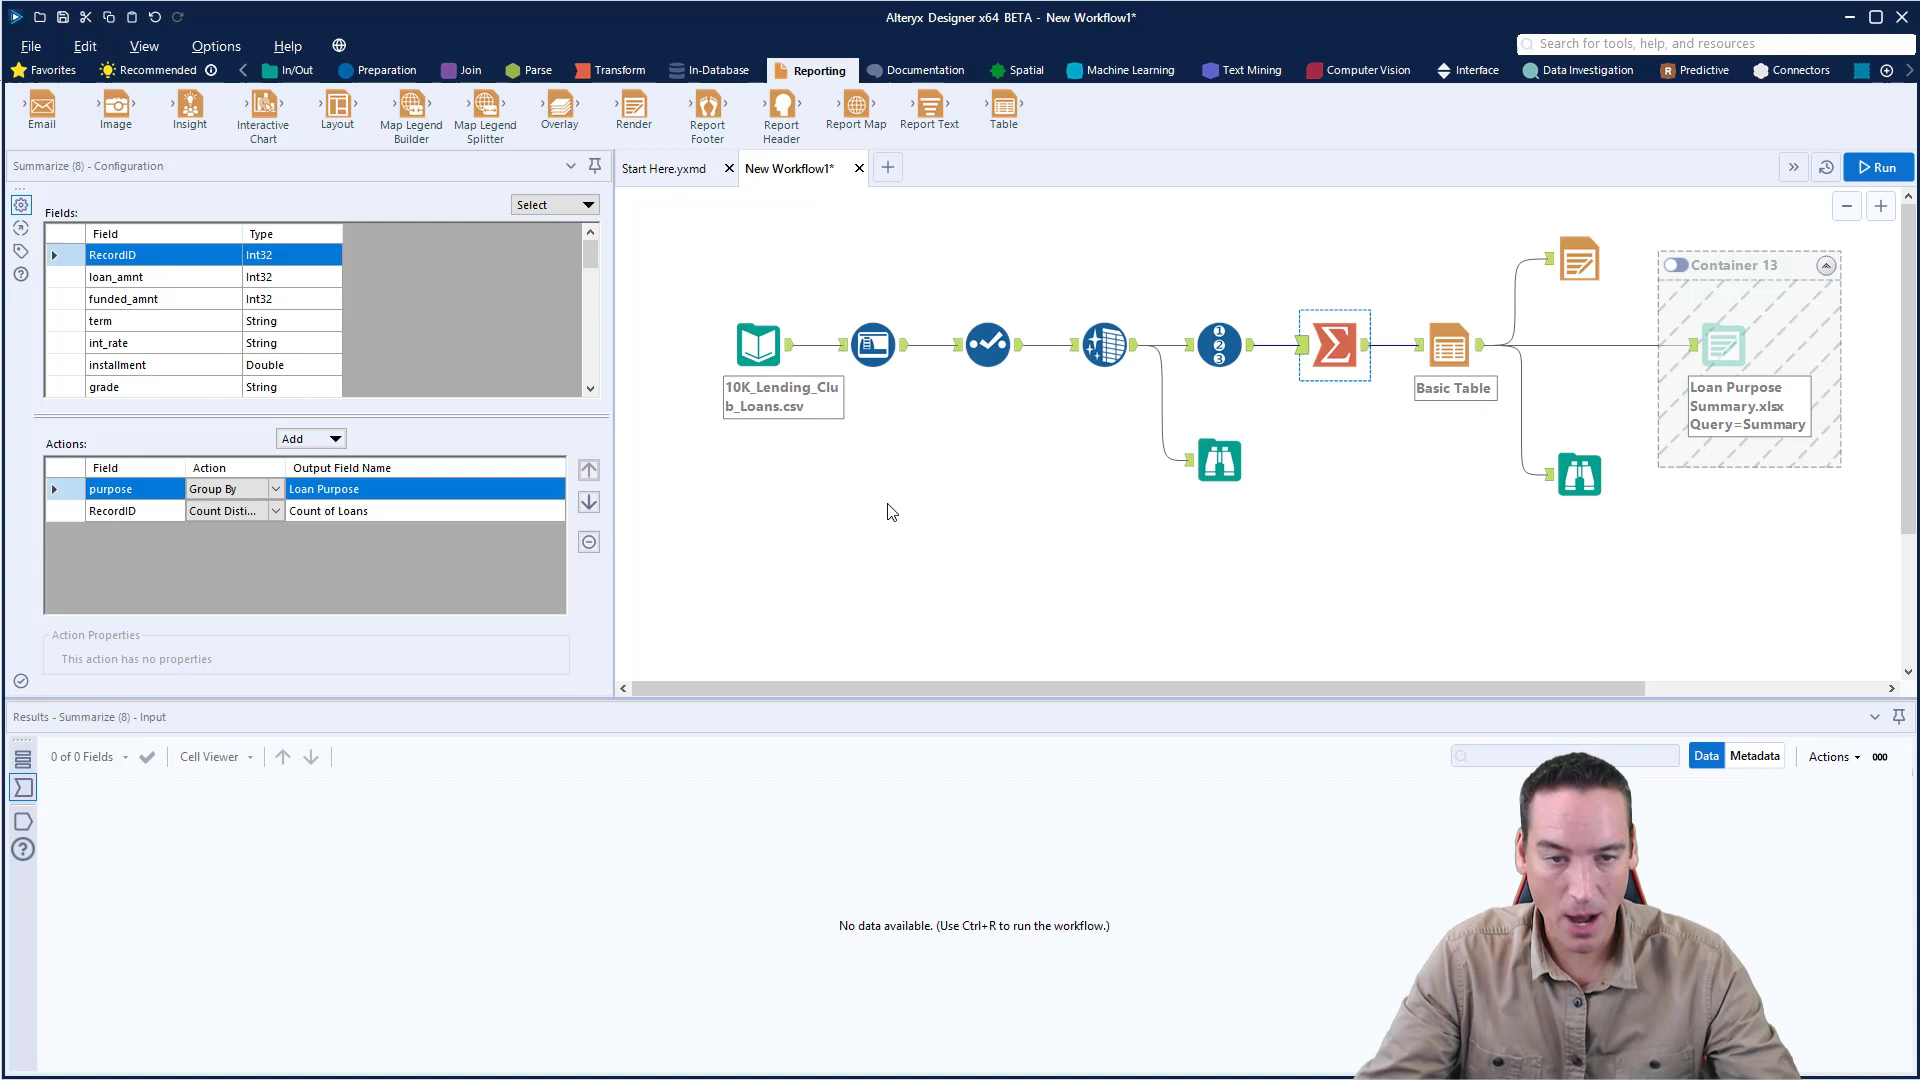 Alteryx Designer x64 BETA - New Workflow1*
File Edit View Options Help
Search for tools, help, and resources
Favorites Recommended In/Out Preparation Join Parse Transform In-Database Reporting Documentation Spatial Machine Learning Text Mining Computer Vision Interface Data Investigation Predictive Connectors
Email Image Insight Interactive Chart Layout Map Legend Builder Map Legend Splitter Overlay Render Report Footer Report Header Report Map Report Text Table
Summarize (8) - Configuration
Start Here.yxmd New Workflow1* Run
Fields: Select
Field Type
RecordID Int32
loan_amnt Int32
funded_amnt Int32
term String
int_rate String
installment Double
grade String
Actions: Add
Field Action Output Field Name
purpose Group By Loan Purpose
RecordID Count Disti... Count of Loans
Action Properties
This action has no properties
1
2
3
Container 13
10K_Lending_Clu
b_Loans.csv
Basic Table
Loan Purpose
Summary.xlsx
Query=Summary
Results - Summarize (8) - Input
0 of 0 Fields Cell Viewer Data Metadata Actions 000
No data available. (Use Ctrl+R to run the workflow.)